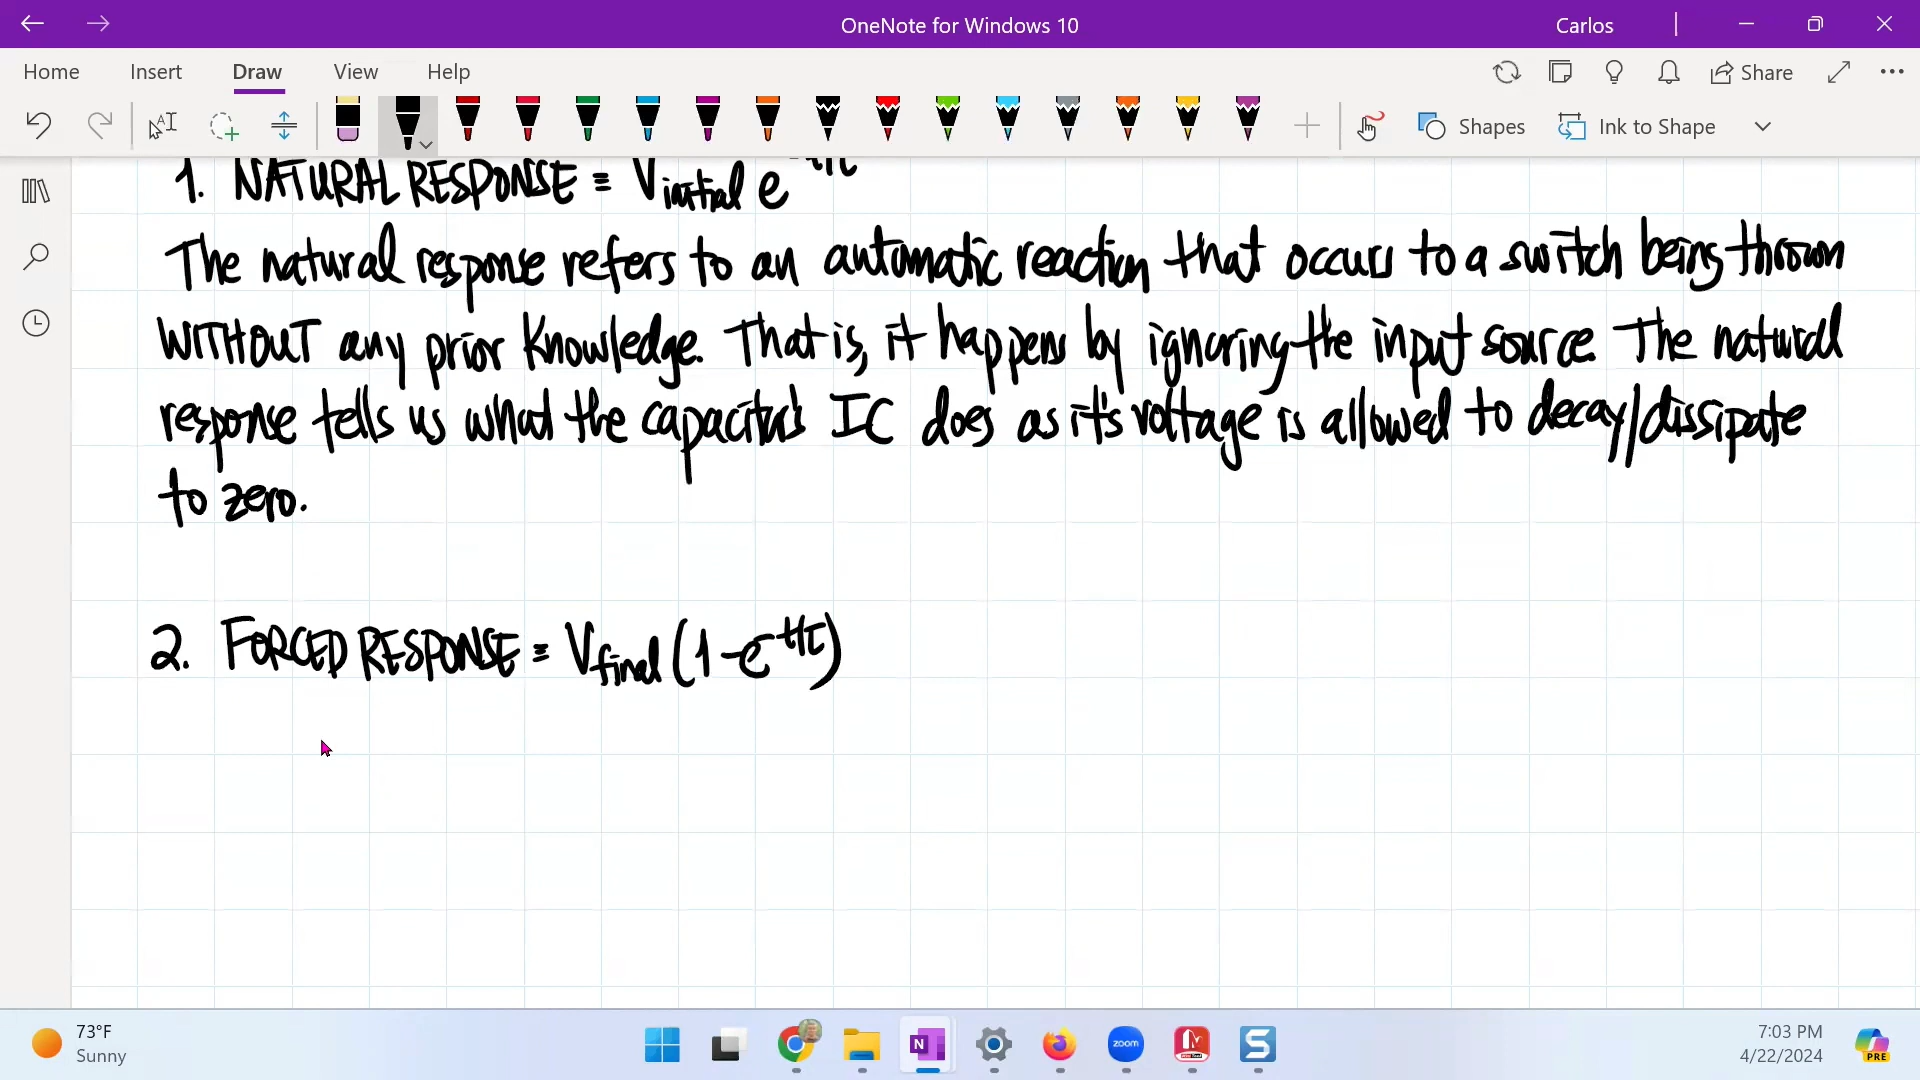 OneNote for Windows 10
Carlos
Home Insert Draw View Help
Share
Shapes
Ink to Shape
1. NATURAL RESPONSE ≡ Vinitial e^-t/τ
The natural response refers to an automatic reaction that occurs to a switch being thrown
WITHOUT any prior knowledge. That is, it happens by ignoring the input source. The natural
response tells us what the capacitor's IC does as it's voltage is allowed to decay/dissipate
to zero.
2. FORCED RESPONSE ≡ Vfinal (1-e^-t/τ)
73°F
Sunny
zoom
7:03 PM
4/22/2024
PRE